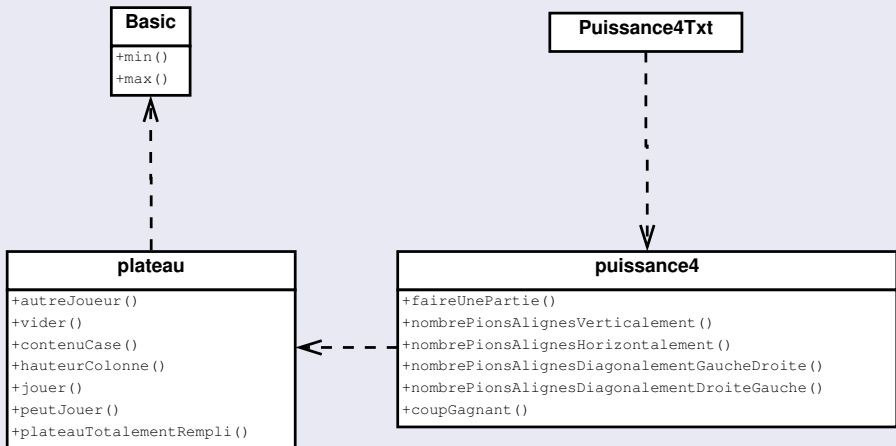 Basic
+min()
+max()
Puissance4Txt
plateau
+autreJoueur()
+vider()
+contenuCase()
+hauteurColonne()
+jouer()
+peutJouer()
+plateauTotalementRempli()
puissance4
+faireUnePartie()
+nombrePionsAlignesVerticalement()
+nombrePionsAlignesHorizontalement()
+nombrePionsAlignesDiagonalementGaucheDroite()
+nombrePionsAlignesDiagonalementDroiteGauche()
+coupGagnant()